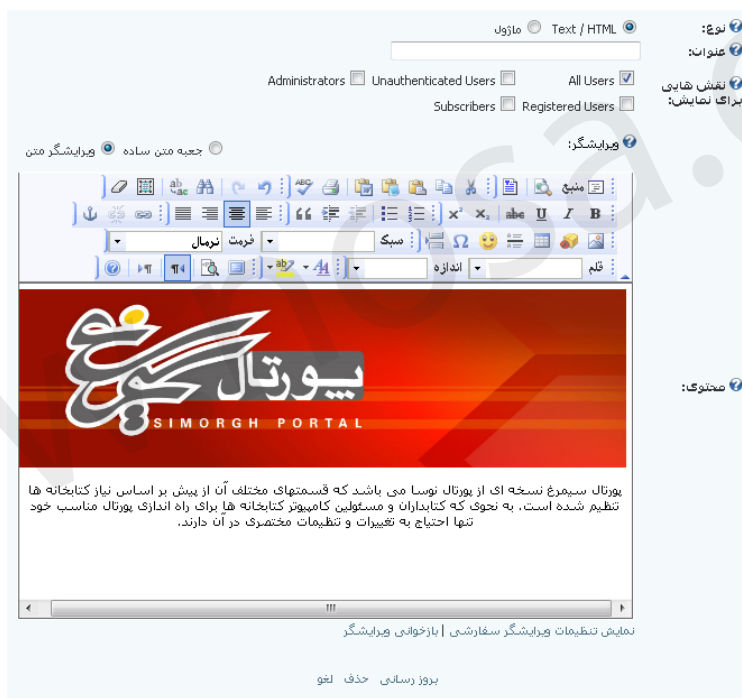 نوع: Text / HTML ماژول
عنوان:
نقش هایی برای نمایش: All Users Unauthenticated Users Administrators
Registered Users Subscribers
ویرایشگر: ویرایشگر متن جعبه متن ساده
منبع
B I U abc x₂ x²
سبک فرمت نرمال
قلم اندازه
محتوی:
پورتال سیمرغ
SIMORGH PORTAL
پورتال سیمرغ نسخه ای از پورتال نوسا می باشد که قسمتهای مختلف آن از پیش بر اساس نیاز کتابخانه ها
تنظیم شده است. به نحوی که کتابداران و مسئولین کامپیوتر کتابخانه ها برای راه اندازی پورتال مناسب خود
تنها احتیاج به تغییرات و تنظیمات مختصری در آن دارند.
نمایش تنظیمات ویرایشگر سفارشی | بازخوانی ویرایشگر
بروز رسانی حذف لغو